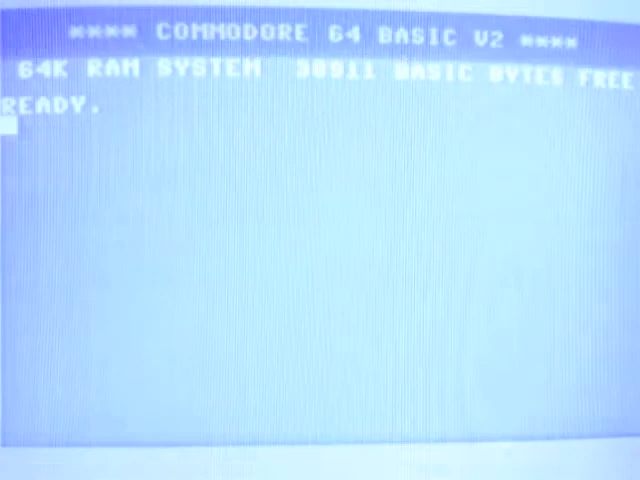 **** COMMODORE 64 BASIC V2 ****
64K RAM SYSTEM 38911 BASIC BYTES FREE
READY.